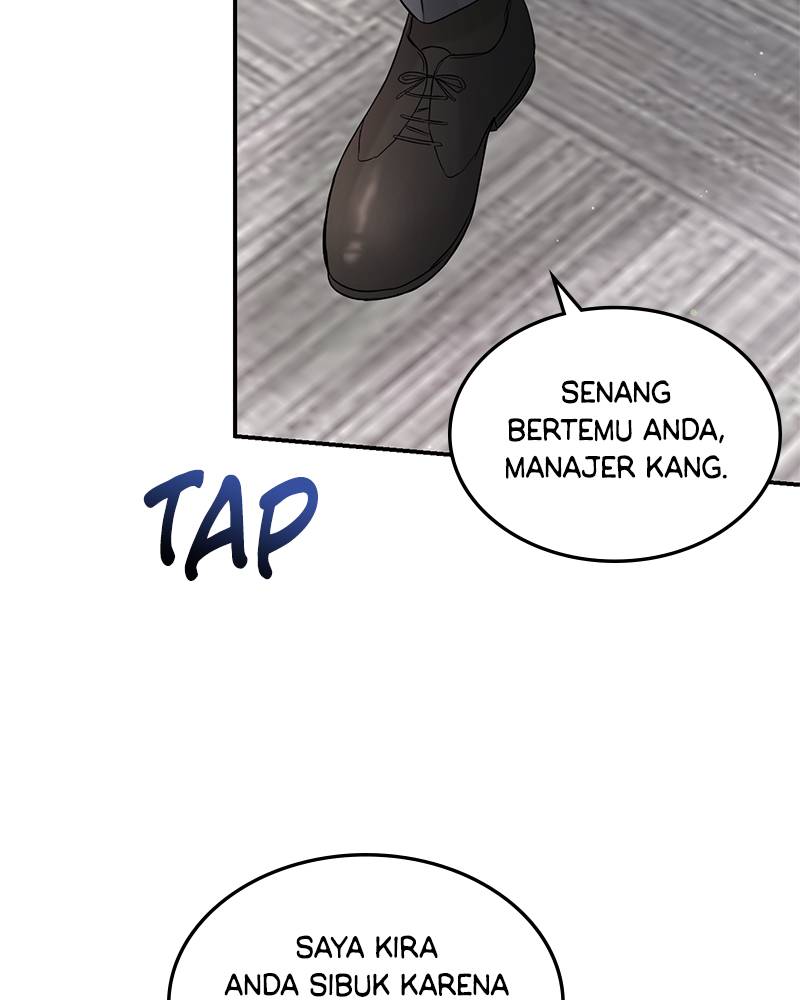 SENANG
BERTEMU ANDA,
MANAJER KANG.
TAP
SAYA KIRA
ANDA SIBUK KARENA